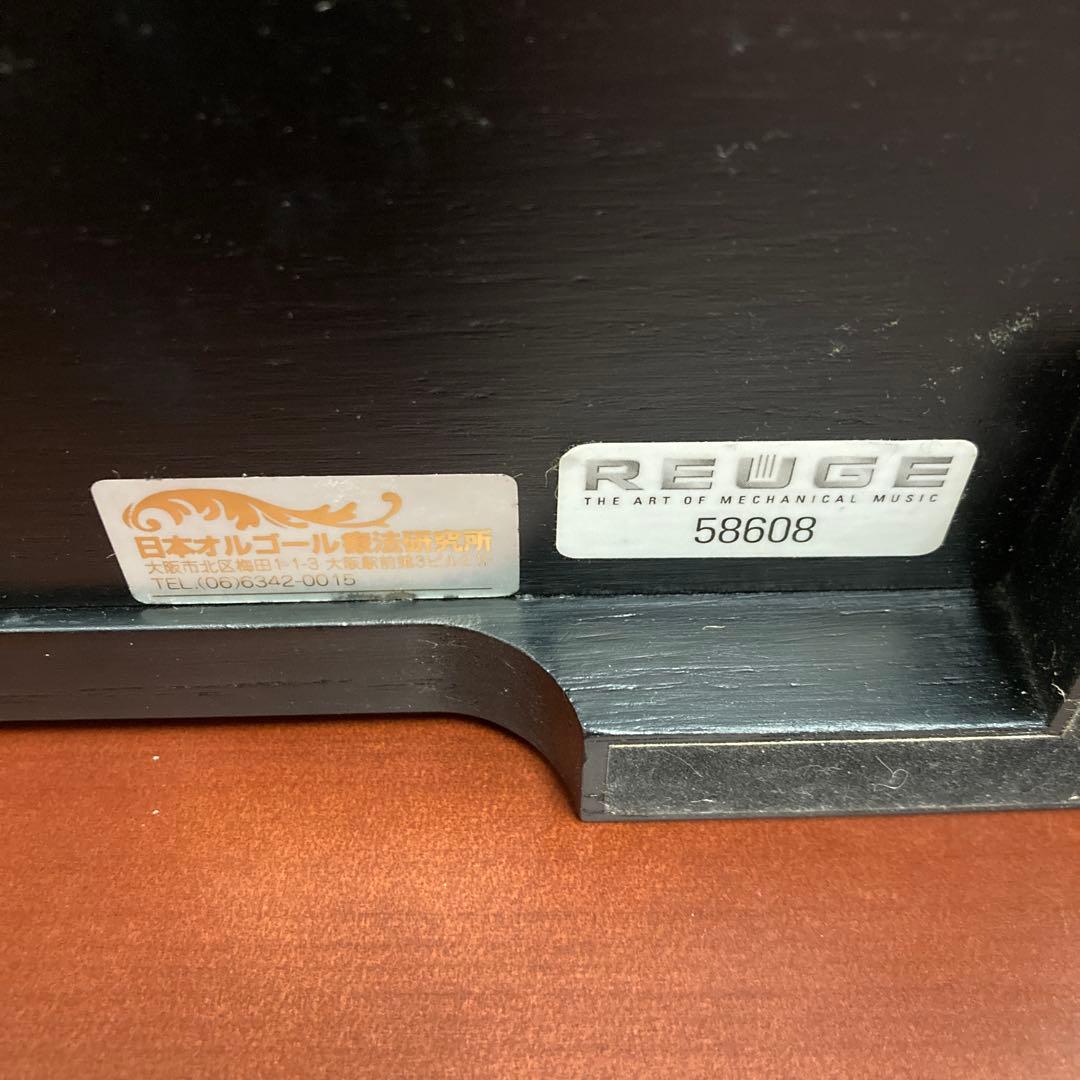 日本オルゴール療法研究所
大阪市北区梅田1-1-3 大阪駅前第3ビル
TEL.(06)6342-0015
REUGE
THE ART OF MECHANICAL MUSIC
58608